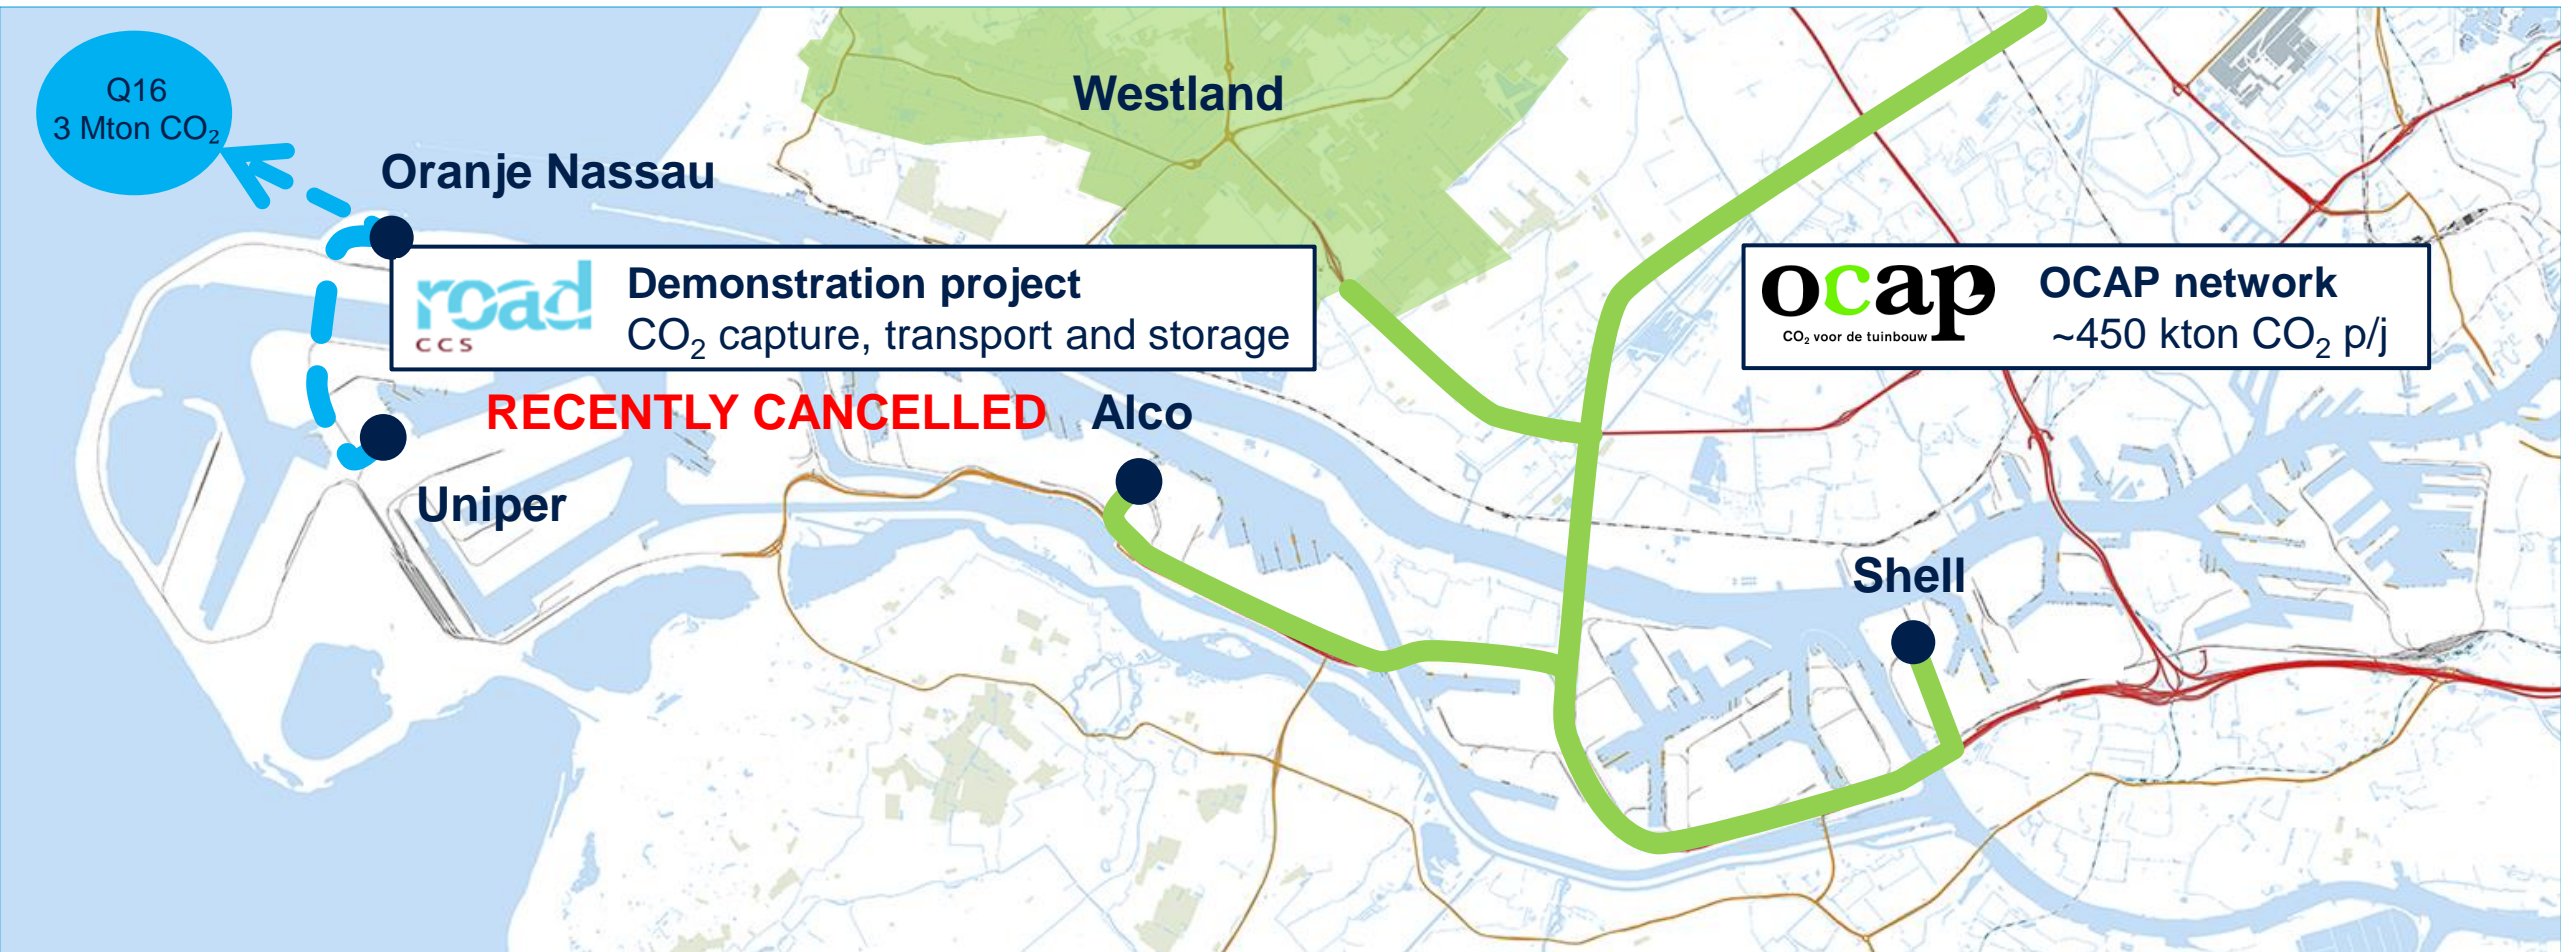 Q16
3 Mton CO₂
Westland
Oranje Nassau
road
CCS
Demonstration project
CO₂ capture, transport and storage
ocap
CO₂ voor de tuinbouw
OCAP network
~450 kton CO₂ p/j
RECENTLY CANCELLED
Alco
Uniper
Shell